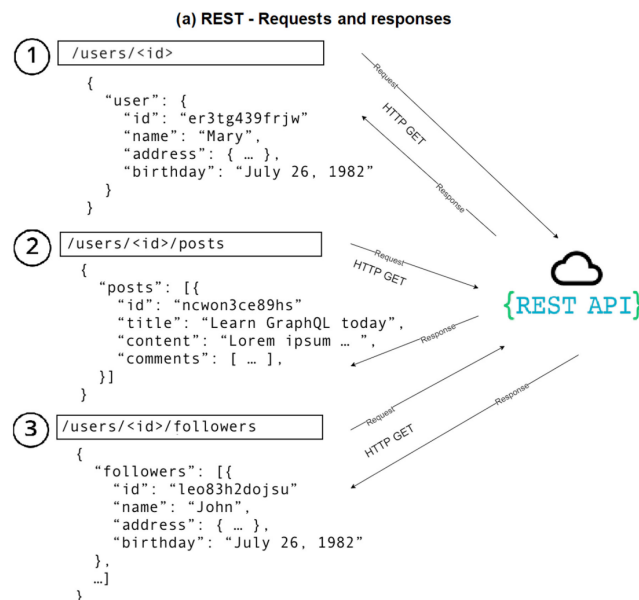 (a) REST - Requests and responses
1
/users/<id>
{
“user”: {
“id”: “er3tg439frjw”
“name”: “Mary”,
“address”: { … },
“birthday”: “July 26, 1982”
}
}
Request
HTTP GET
Response
2
/users/<id>/posts
{
“posts”: [{
“id”: “ncwon3ce89hs”
“title”: “Learn GraphQL today”,
“content”: “Lorem ipsum … ”,
“comments”: [ … ],
}]
}
Request
HTTP GET
Response
{REST API}
3
/users/<id>/followers
{
“followers”: [{
“id”: “leo83h2dojsu”
“name”: “John”,
“address”: { … },
“birthday”: “July 26, 1982”
},
…]
}
Request
HTTP GET
Response